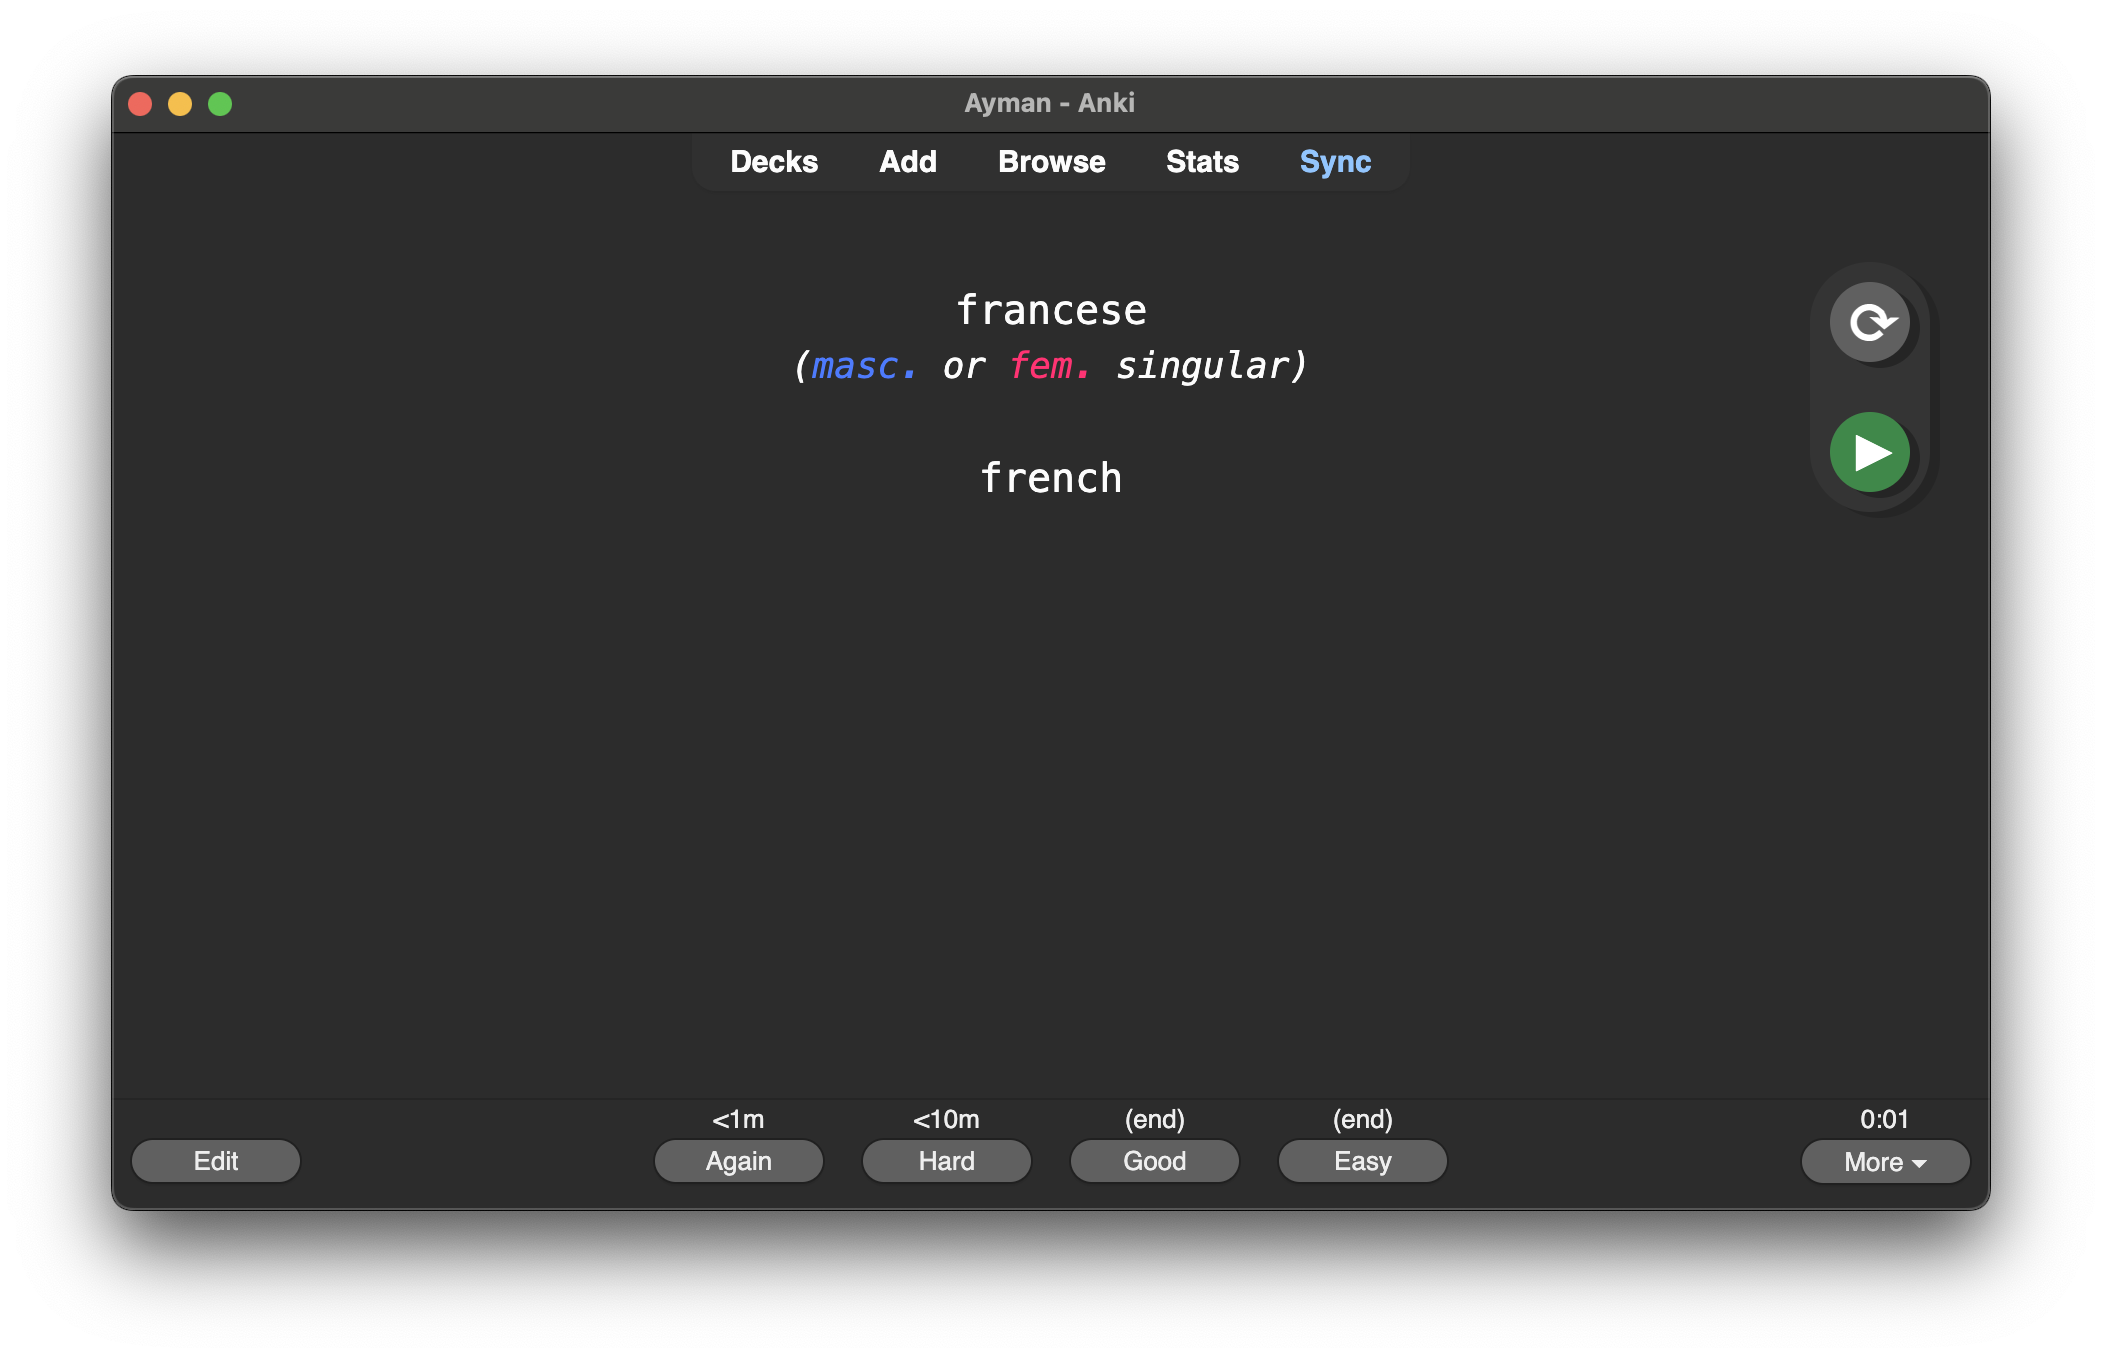 Ayman - Anki
Decks Add Browse Stats Sync
francese
(masc. or fem. singular)
french
<1m <10m (end) (end) 0:01
Edit Again Hard Good Easy More